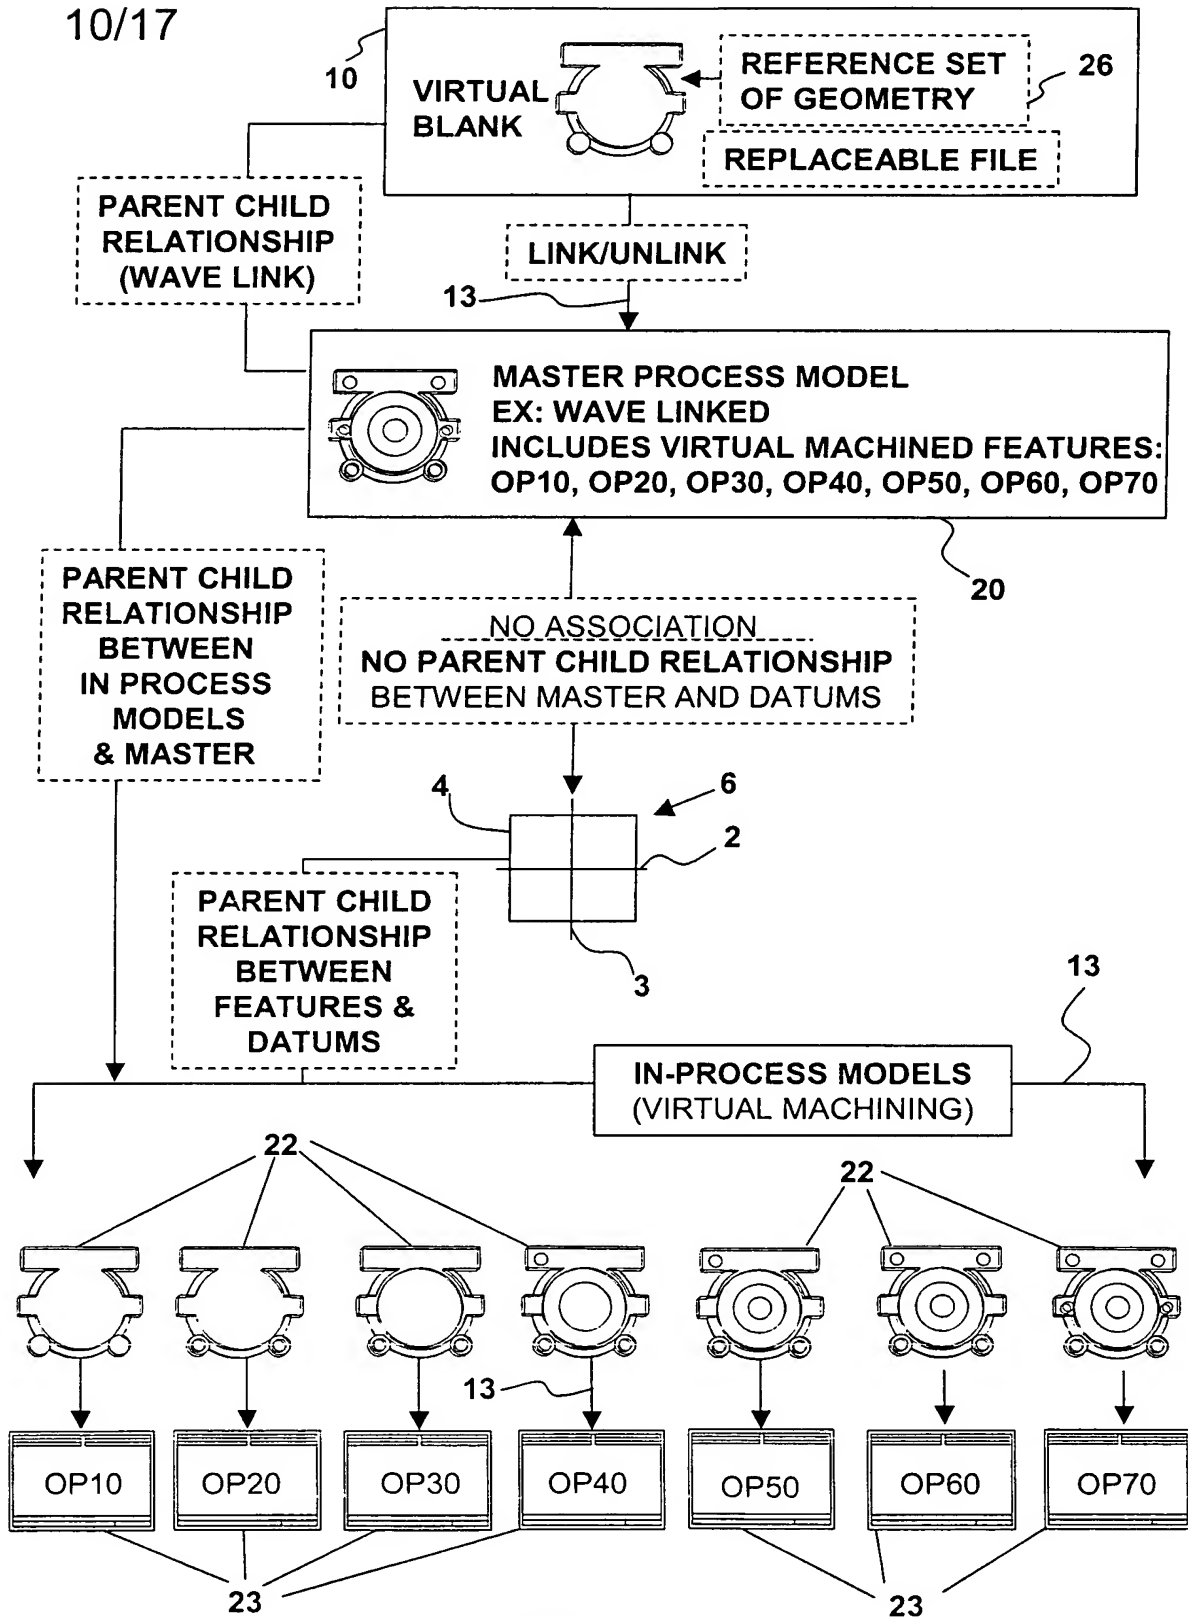 10/17
10
VIRTUAL
BLANK
REFERENCE SET
OF GEOMETRY
26
REPLACEABLE FILE
PARENT CHILD
RELATIONSHIP
(WAVE LINK)
LINK/UNLINK
13
MASTER PROCESS MODEL
EX: WAVE LINKED
INCLUDES VIRTUAL MACHINED FEATURES:
OP10, OP20, OP30, OP40, OP50, OP60, OP70
20
PARENT CHILD
RELATIONSHIP
BETWEEN
IN PROCESS
MODELS
& MASTER
NO ASSOCIATION
NO PARENT CHILD RELATIONSHIP
BETWEEN MASTER AND DATUMS
4
6
2
3
PARENT CHILD
RELATIONSHIP
BETWEEN
FEATURES &
DATUMS
13
IN-PROCESS MODELS
(VIRTUAL MACHINING)
22
22
13
OP10
OP20
OP30
OP40
OP50
OP60
OP70
23
23